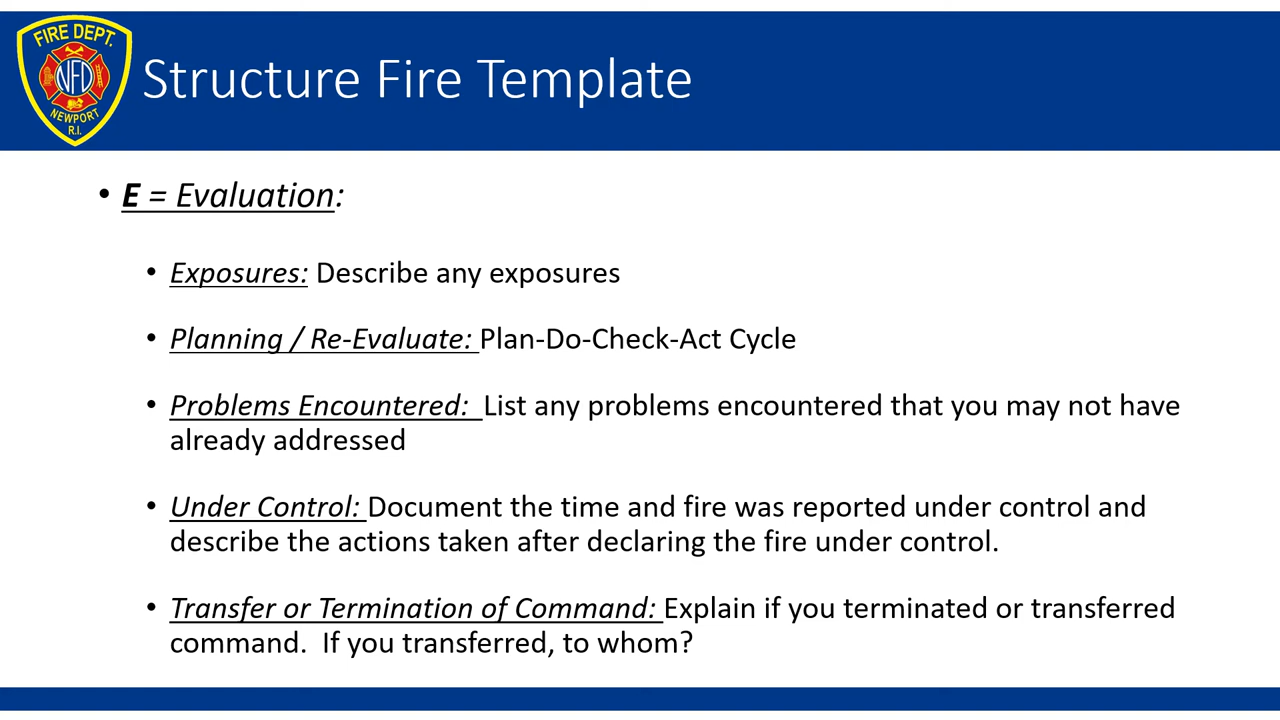 FIRE DEPT.
NFD
NEWPORT
R.I.
Structure Fire Template
• E = Evaluation:
• Exposures: Describe any exposures
• Planning / Re-Evaluate: Plan-Do-Check-Act Cycle
• Problems Encountered: List any problems encountered that you may not have
already addressed
• Under Control: Document the time and fire was reported under control and
describe the actions taken after declaring the fire under control.
• Transfer or Termination of Command: Explain if you terminated or transferred
command. If you transferred, to whom?